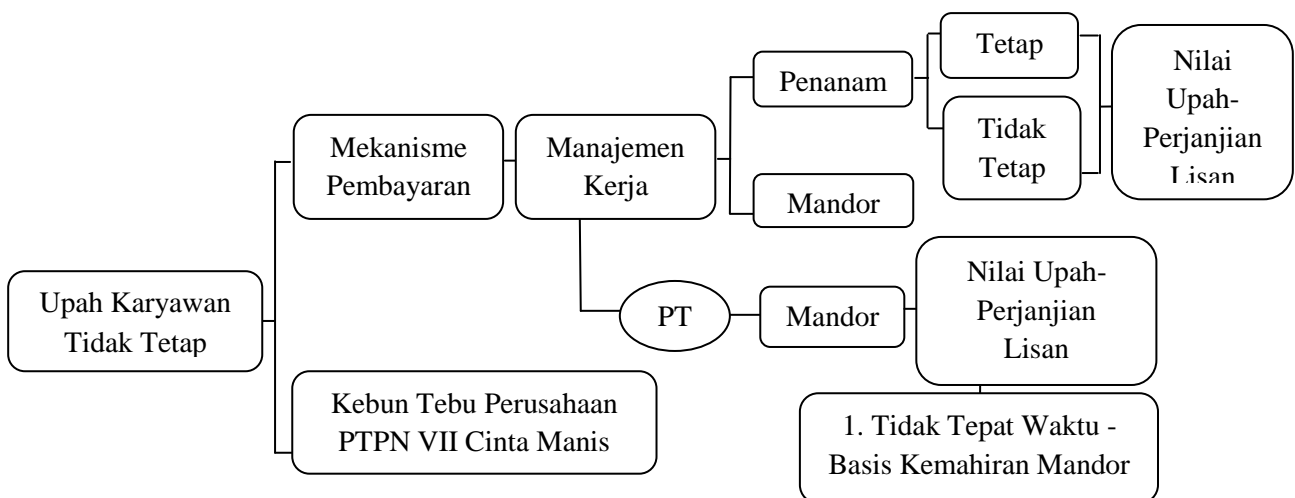 Upah Karyawan
Tidak Tetap
Mekanisme
Pembayaran
Kebun Tebu Perusahaan
PTPN VII Cinta Manis
Manajemen
Kerja
Penanam
Mandor
Tetap
Tidak
Tetap
Nilai
Upah-
Perjanjian
Lisan
PT
Mandor
Nilai Upah-
Perjanjian
Lisan
1. Tidak Tepat Waktu -
Basis Kemahiran Mandor